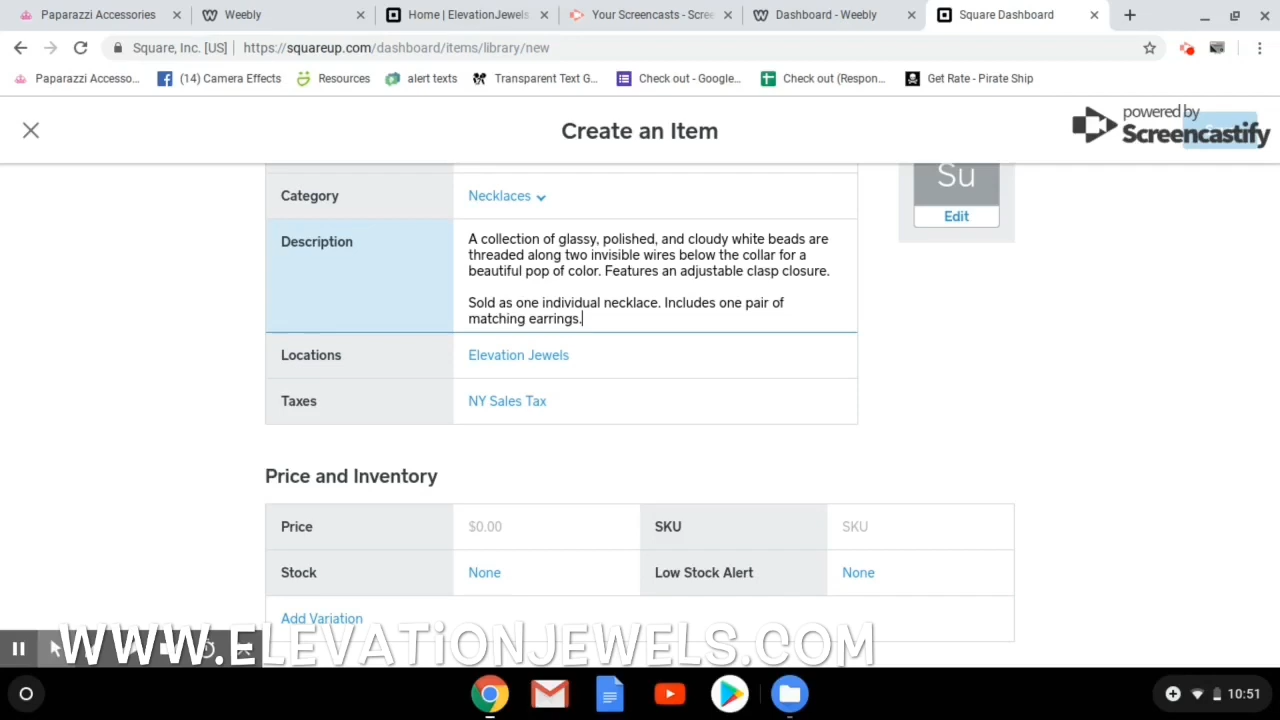 Paparazzi Accessories
Weebly
Home | ElevationJewels
Your Screencasts - Scree
Dashboard - Weebly
Square Dashboard
Square, Inc. [US]
https://squareup.com/dashboard/items/library/new
Paparazzi Accesso...
(14) Camera Effects
Resources
alert texts
Transparent Text G...
Check out - Google...
Check out (Respon...
Get Rate - Pirate Ship
Create an Item
powered by
Screencastify
Su
Edit
Category
Necklaces
Description
A collection of glassy, polished, and cloudy white beads are
threaded along two invisible wires below the collar for a
beautiful pop of color. Features an adjustable clasp closure.
Sold as one individual necklace. Includes one pair of
matching earrings.
Locations
Elevation Jewels
Taxes
NY Sales Tax
Price and Inventory
Price
$0.00
SKU
SKU
Stock
None
Low Stock Alert
None
Add Variation
WWW.ELEVATiONJEWELS.COM
10:51